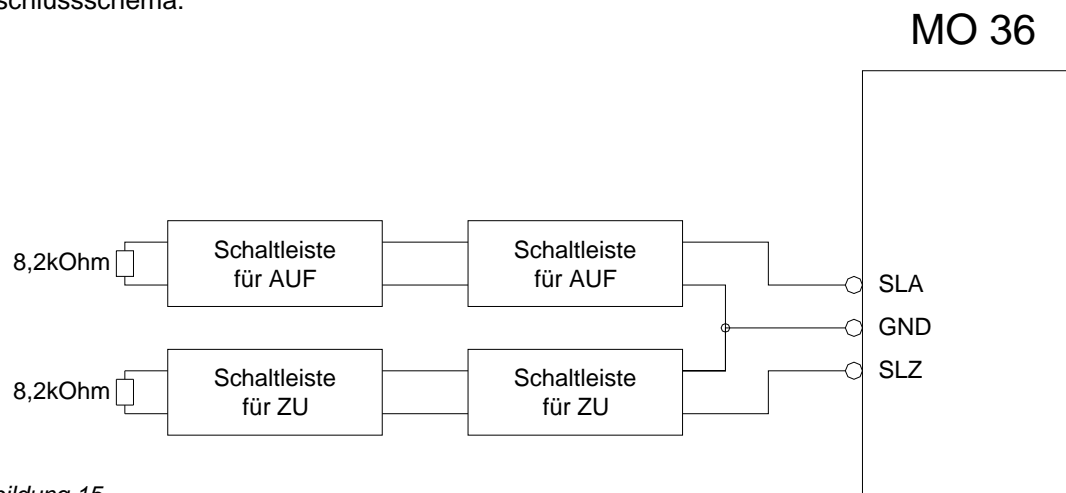 schlussschema:
MO 36
8,2kOhm
Schaltleiste
für AUF
Schaltleiste
für AUF
SLA
GND
SLZ
8,2kOhm
Schaltleiste
für ZU
Schaltleiste
für ZU
bildung 15